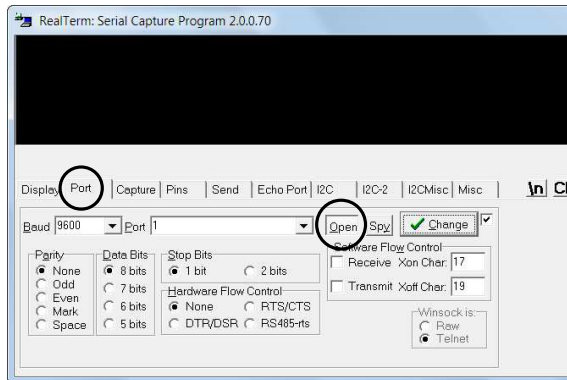 RealTerm: Serial Capture Program 2.0.0.70
Display Port Capture Pins Send Echo Port I2C I2C-2 I2CMisc Misc \n
Baud 9600 Port 1 Open Spy Change
Parity Data Bits Stop Bits Software Flow Control
None 8 bits 1 bit 2 bits Receive Xon Char: 17
Odd 7 bits
Even Hardware Flow Control Transmit Xoff Char: 19
Mark 6 bits None RTS/CTS
Space 5 bits DTR/DSR RS485-rts
Winsock is:
Raw
Telnet